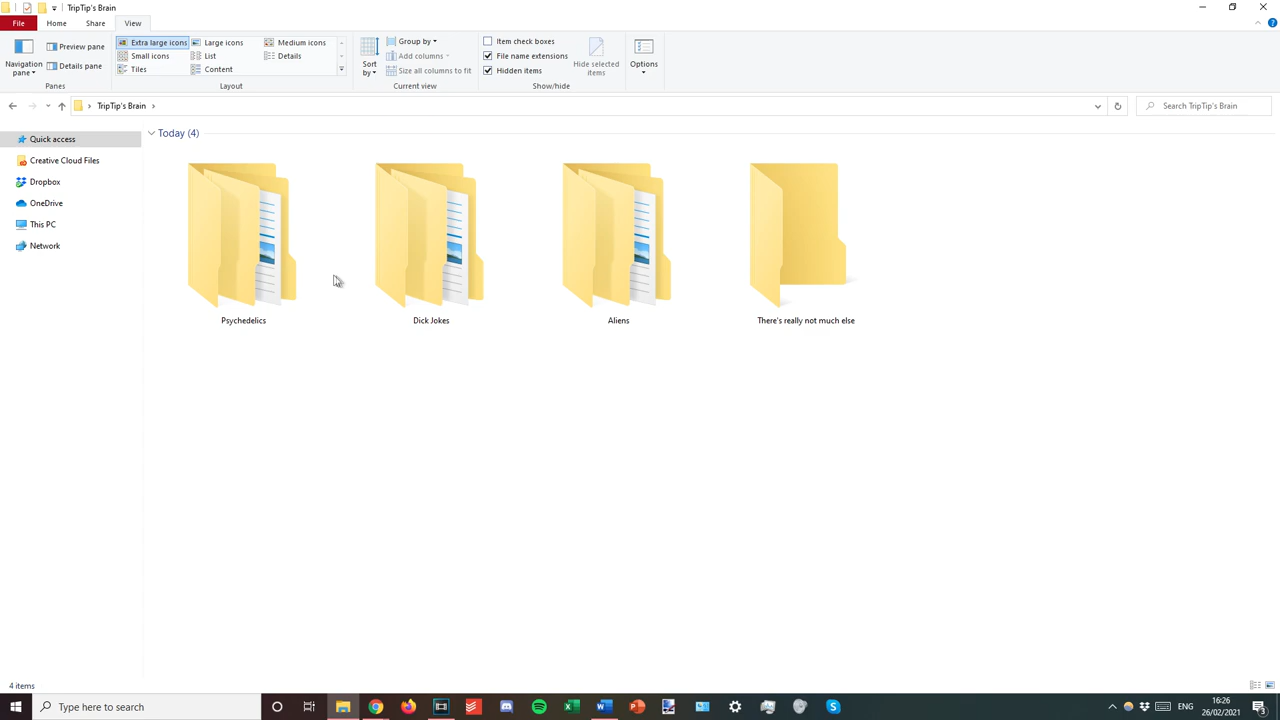 TripTip's Brain
File Home Share View
Navigation pane
Preview pane
Details pane
Panes
Extra large icons Large icons Medium icons
Small icons List Details
Tiles Content
Layout
Sort by
Group by
Add columns
Size all columns to fit
Current view
Item check boxes
File name extensions
Hidden items
Hide selected items
Show/hide
Options
TripTip's Brain
Search TripTip's Brain
Quick access
Creative Cloud Files
Dropbox
OneDrive
This PC
Network
Today (4)
Psychedelics
Dick Jokes
Aliens
There's really not much else
4 items
Type here to search
ENG
16:26
26/02/2021
3